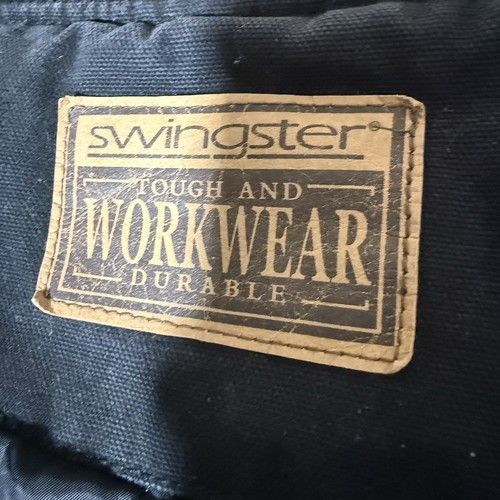 swingster®
TOUGH AND
WORKWEAR
DURABLE